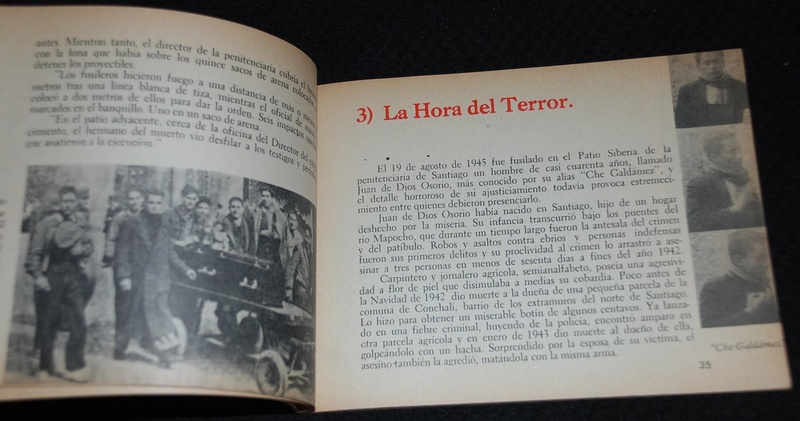 antes. Mientras tanto, el director de la penitenciaría cubría el
con la lona que había sobre los quince sacos de arena colocados
detener los proyectiles.
"Los fusileros hicieron fuego a una distancia de más o menos
metros tras una línea blanca de tiza, mientras el oficial de
colocó a dos metros de ellos para dar la orden. Seis impactos
marcados en el banquillo. Uno en un saco de arena.
"En el patio adyacente, cerca de la oficina del Director del
cimiento, el hermano del muerto vio desfilar a los testigos y
que asistieron a la ejecución."
3) La Hora del Terror.
El 19 de agosto de 1945 fue fusilado en el Patio Siberia de la
penitenciaría de Santiago un hombre de casi cuarenta años, llamado
Juan de Dios Osorio, más conocido por su alias "Che Galdámez", y
el detalle horroroso de su ajusticiamiento todavía provoca estremeci-
miento entre quienes debieron presenciarlo.
Juan de Dios Osorio había nacido en Santiago, hijo de un hogar
deshecho por la miseria. Su infancia transcurrió bajo los puentes del
río Mapocho, que durante un tiempo largo fueron la antesala del crimen
y del patíbulo. Robos y asaltos contra ebrios y personas indefensas
fueron sus primeros delitos y su proclividad al crimen lo arrastró a ase-
sinar a tres personas en menos de sesenta días a fines del año 1942.
Carpintero y jornalero agrícola, semianalfabeto, poseía una agresivi-
dad a flor de piel que disimulaba a medias su cobardía. Poco antes de
la Navidad de 1942 dio muerte a la dueña de una pequeña parcela de la
comuna de Conchalí, barrio de los extramuros del norte de Santiago.
Lo hizo para obtener un miserable botín de algunos centavos. Ya lanza-
do en una fiebre criminal, huyendo de la policía, encontró amparo en
otra parcela agrícola y en enero de 1943 dio muerte al dueño de ella,
golpeándolo con un hacha. Sorprendido por la esposa de su víctima, el
asesino también la agredió, matándola con la misma arma.
"Che Galdámez
35